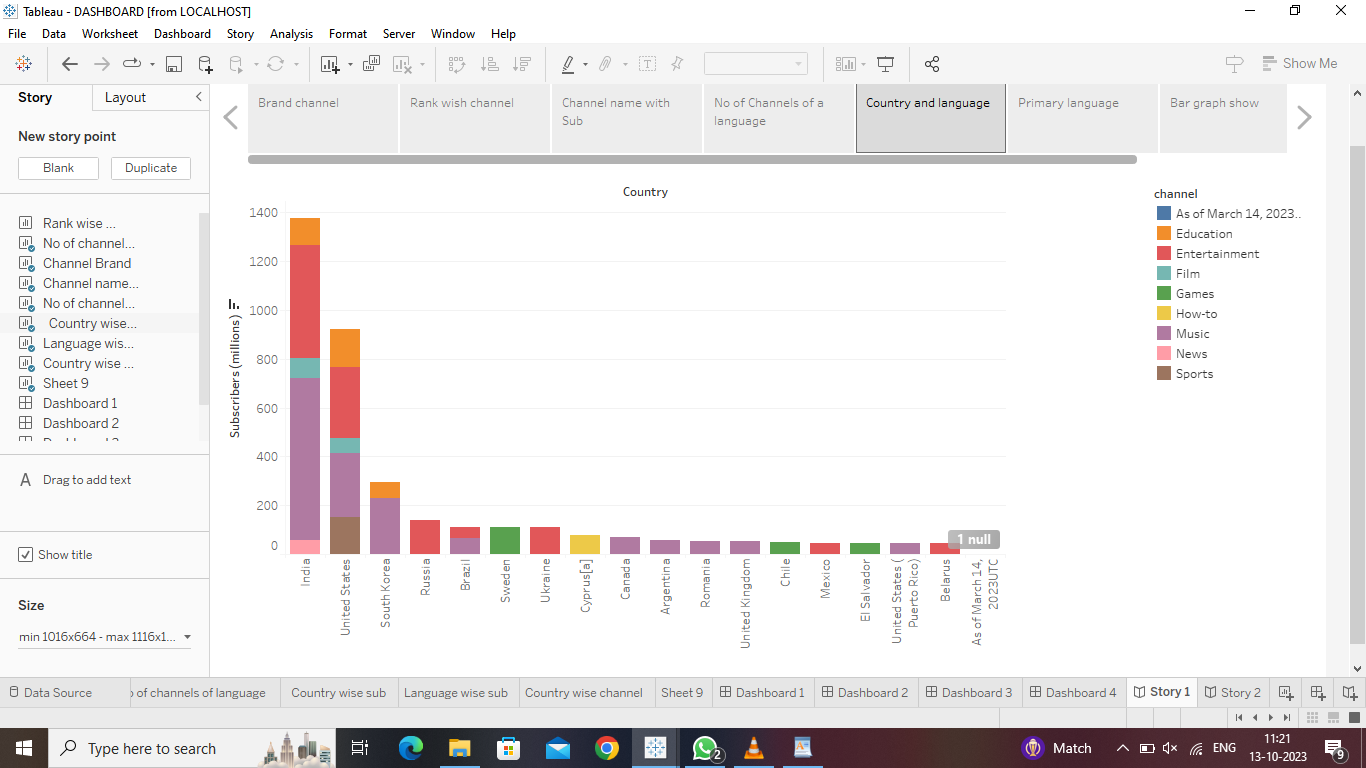 Tableau - DASHBOARD [from LOCALHOST]
File Data Worksheet Dashboard Story Analysis Format Server Window Help
Show Me
Story Layout
New story point
Blank Duplicate
Rank wise ...
No of channel...
Channel Brand
Channel name...
No of channel...
Country wise...
Language wis...
Country wise ...
Sheet 9
Dashboard 1
Dashboard 2
A Drag to add text
Show title
Size
min 1016x664 - max 1116x1...
Brand channel
Rank wish channel
Channel name with
Sub
No of Channels of a
language
Country and language
Primary language
Bar graph show
Country
Subscribers (millions)
1400
1200
1000
800
600
400
200
0
1 null
India
United States
South Korea
Russia
Brazil
Sweden
Ukraine
Cyprus[a]
Canada
Argentina
Romania
United Kingdom
Chile
Mexico
El Salvador
United States (
Puerto Rico)
Belarus
As of March 14,
2023UTC
channel
As of March 14, 2023..
Education
Entertainment
Film
Games
How-to
Music
News
Sports
Data Source of channels of language Country wise sub Language wise sub Country wise channel Sheet 9 Dashboard 1 Dashboard 2 Dashboard 3 Dashboard 4 Story 1 Story 2
Type here to search
2
Match
ENG
11:21
13-10-2023
9